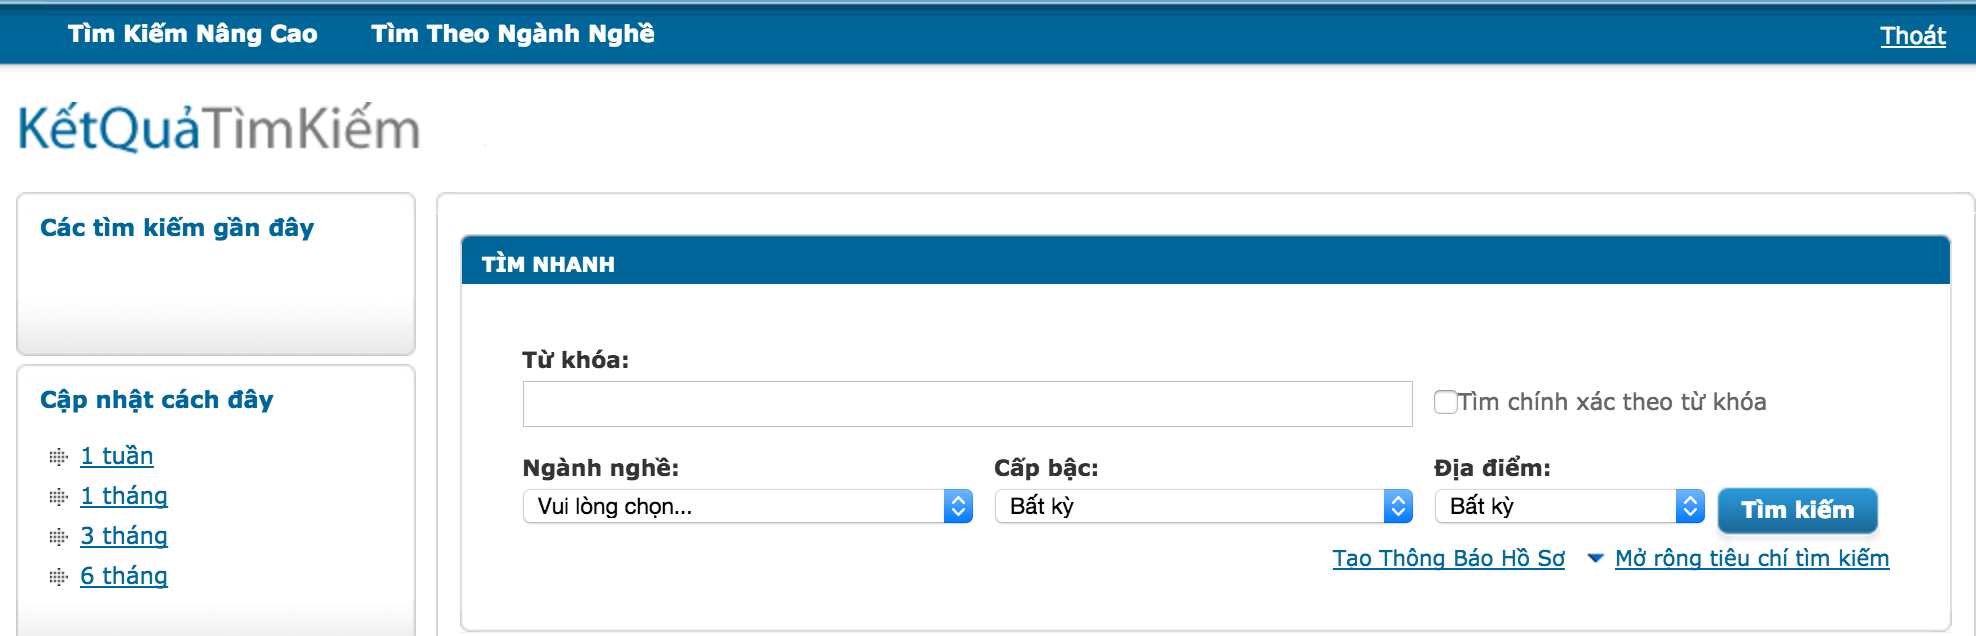 Tìm Kiếm Nâng Cao Tìm Theo Ngành Nghề Thoát
KếtQuảTìmKiếm
Các tìm kiếm gần đây
Cập nhật cách đây
1 tuần
1 tháng
3 tháng
6 tháng
TÌM NHANH
Từ khóa:
Tìm chính xác theo từ khóa
Ngành nghề: Cấp bậc: Địa điểm:
Vui lòng chọn... Bất kỳ Bất kỳ Tìm kiếm
Tạo Thông Báo Hồ Sơ Mở rộng tiêu chí tìm kiếm